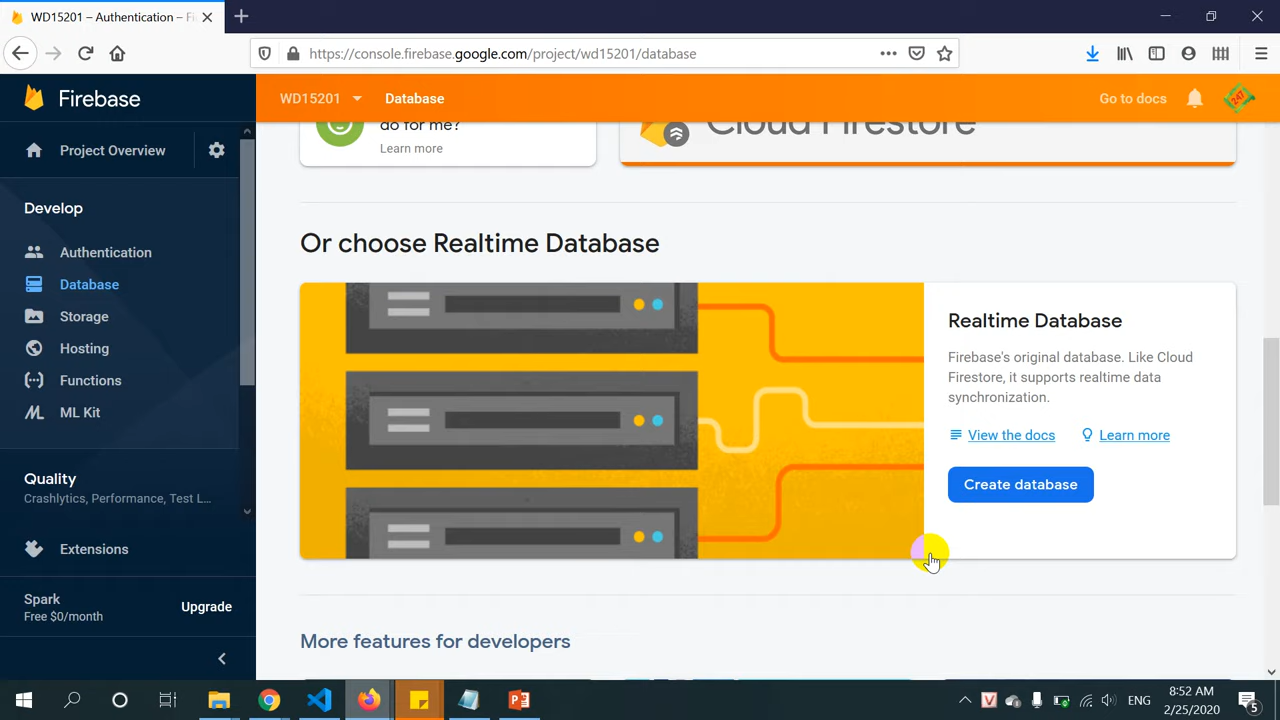 WD15201 – Authentication – Fi
https://console.firebase.google.com/project/wd15201/database
Firebase
WD15201
Database
Go to docs
247
Project Overview
Develop
Authentication
Database
Storage
Hosting
Functions
ML Kit
Quality
Crashlytics, Performance, Test L...
Extensions
Spark
Free $0/month
Upgrade
do for me?
Learn more
Cloud Firestore
Or choose Realtime Database
Realtime Database
Firebase's original database. Like Cloud
Firestore, it supports realtime data
synchronization.
View the docs
Learn more
Create database
More features for developers
ENG
8:52 AM
2/25/2020
5